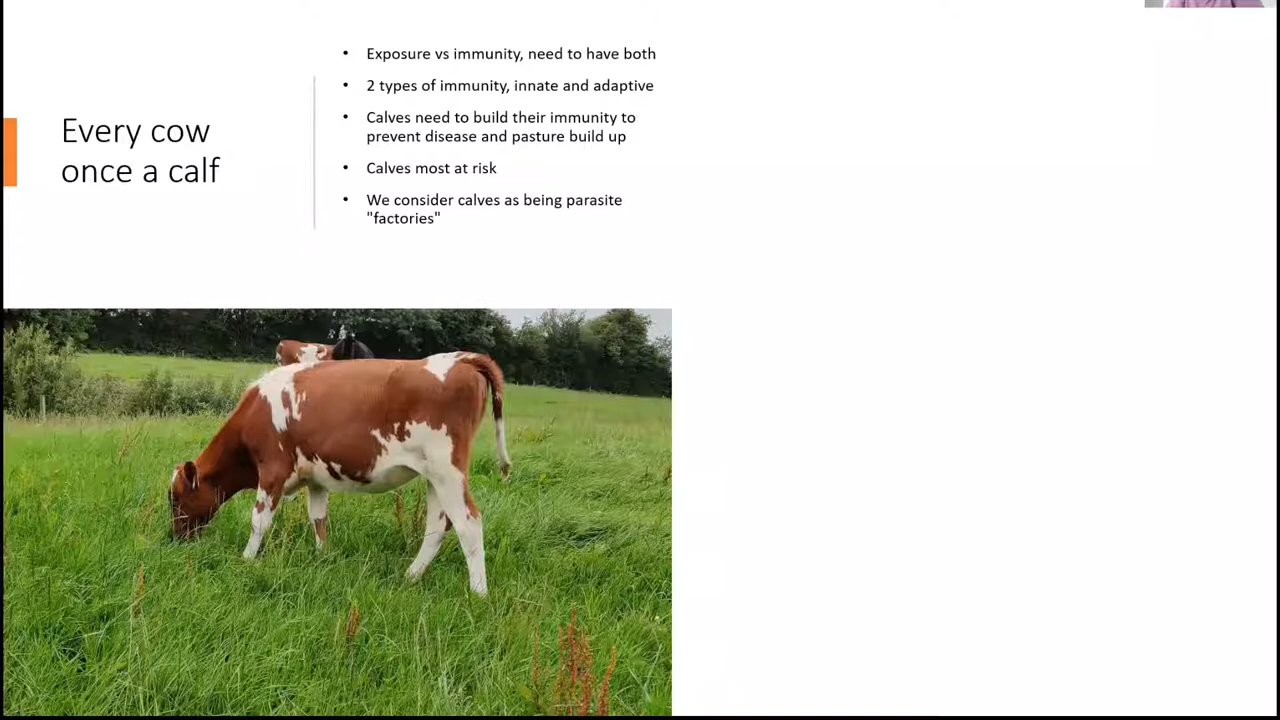 Every cow
once a calf
• Exposure vs immunity, need to have both
• 2 types of immunity, innate and adaptive
• Calves need to build their immunity to
prevent disease and pasture build up
• Calves most at risk
• We consider calves as being parasite
"factories"